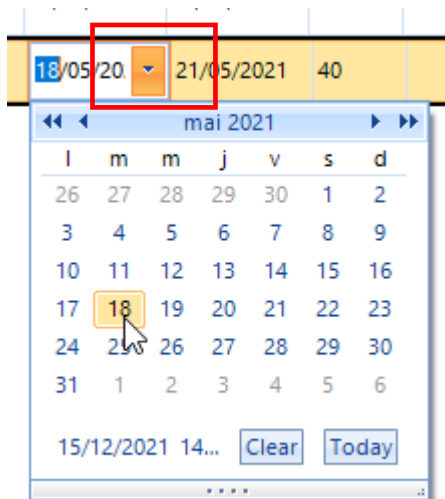 18/05/20. 21/05/2021 40
mai 2021
l m m j v s d
26 27 28 29 30 1 2
3 4 5 6 7 8 9
10 11 12 13 14 15 16
17 18 19 20 21 22 23
24 25 26 27 28 29 30
31 1 2 3 4 5 6
15/12/2021 14... Clear Today